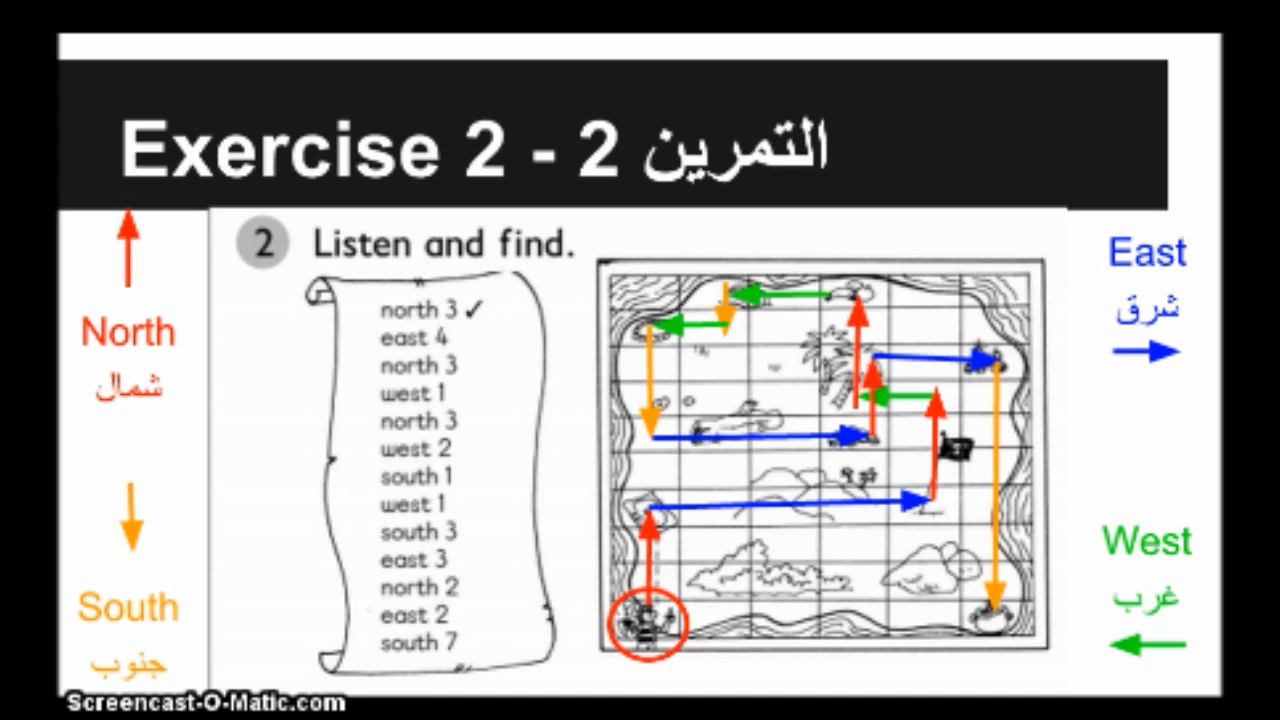 Exercise 2 - 2 التمرين
North
شمال
South
جنوب
2 Listen and find.
north 3 ✓
east 4
north 3
west 1
north 3
west 2
south 1
west 1
south 3
east 3
north 2
east 2
south 7
East
شرق
West
غرب
Screencast-O-Matic.com